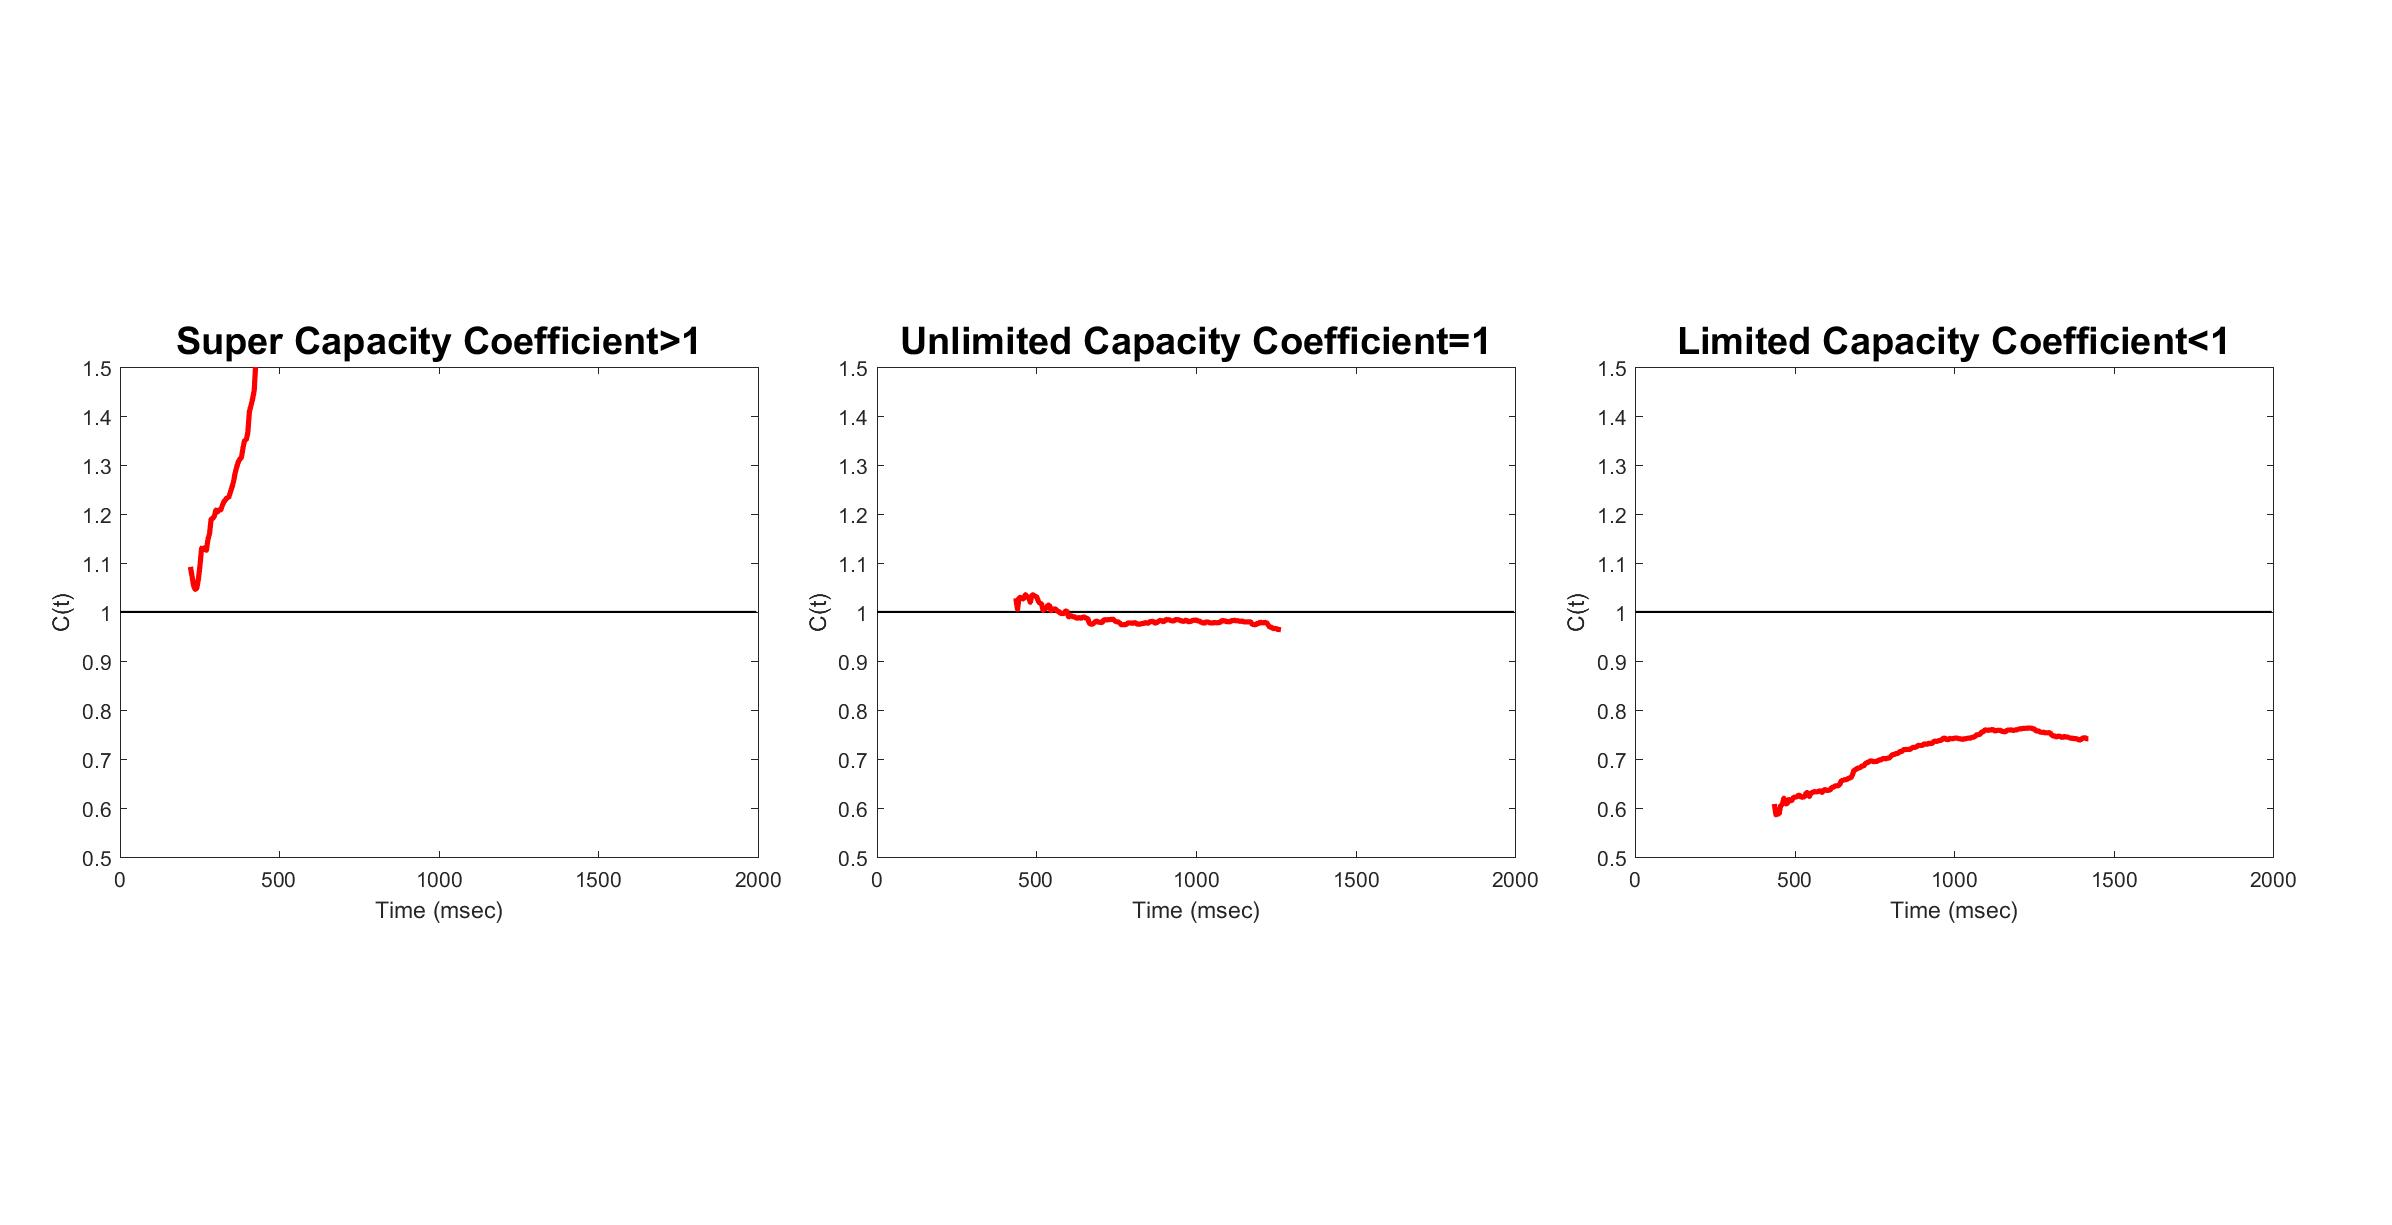 Super Capacity Coefficient>1
1.5
1.4
1.3
1.2
1.1
1
0.9
0.8
0.7
0.6
0.5
C(t)
0 500 1000 1500 2000
Time (msec)
Unlimited Capacity Coefficient=1
1.5
1.4
1.3
1.2
1.1
1
0.9
0.8
0.7
0.6
0.5
C(t)
0 500 1000 1500 2000
Time (msec)
Limited Capacity Coefficient<1
1.5
1.4
1.3
1.2
1.1
1
0.9
0.8
0.7
0.6
0.5
C(t)
0 500 1000 1500 2000
Time (msec)